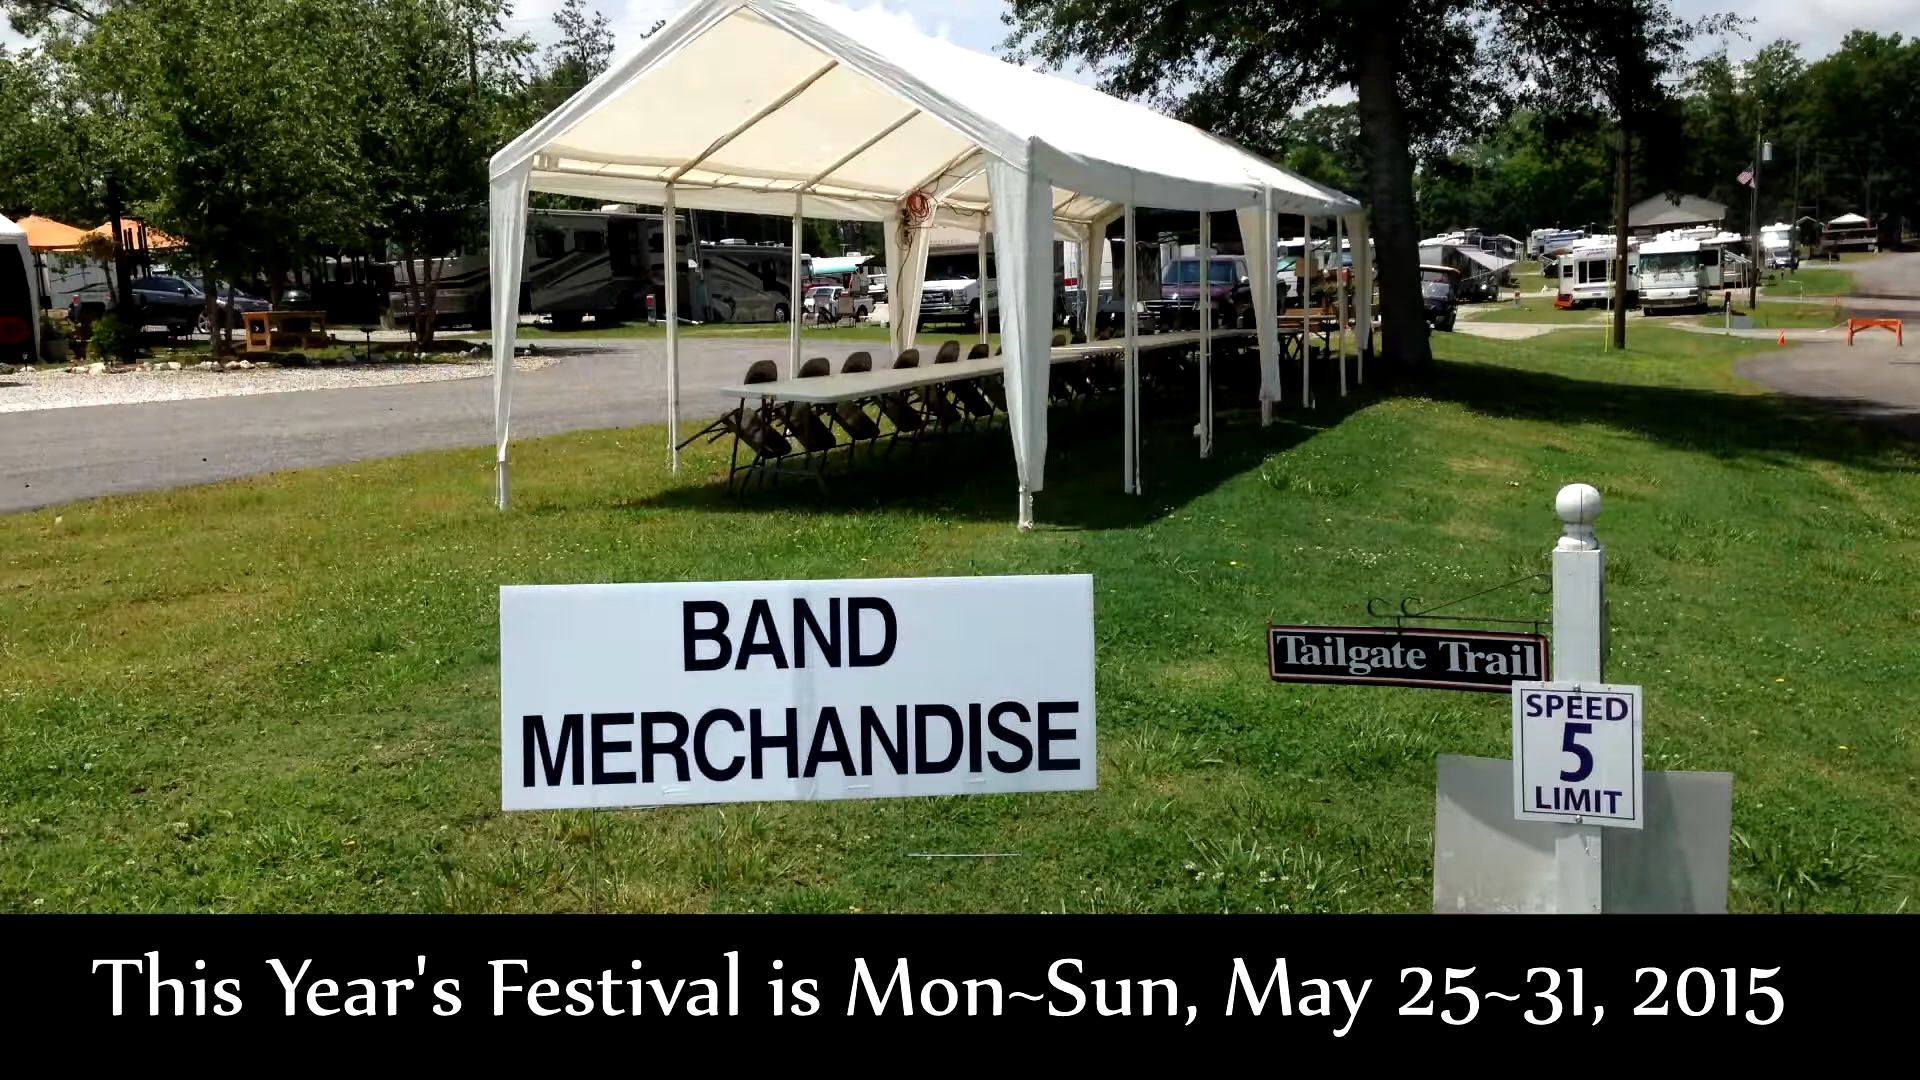 BAND
MERCHANDISE
Tailgate Trail
SPEED
5
LIMIT
This Year's Festival is Mon~Sun, May 25~31, 2015